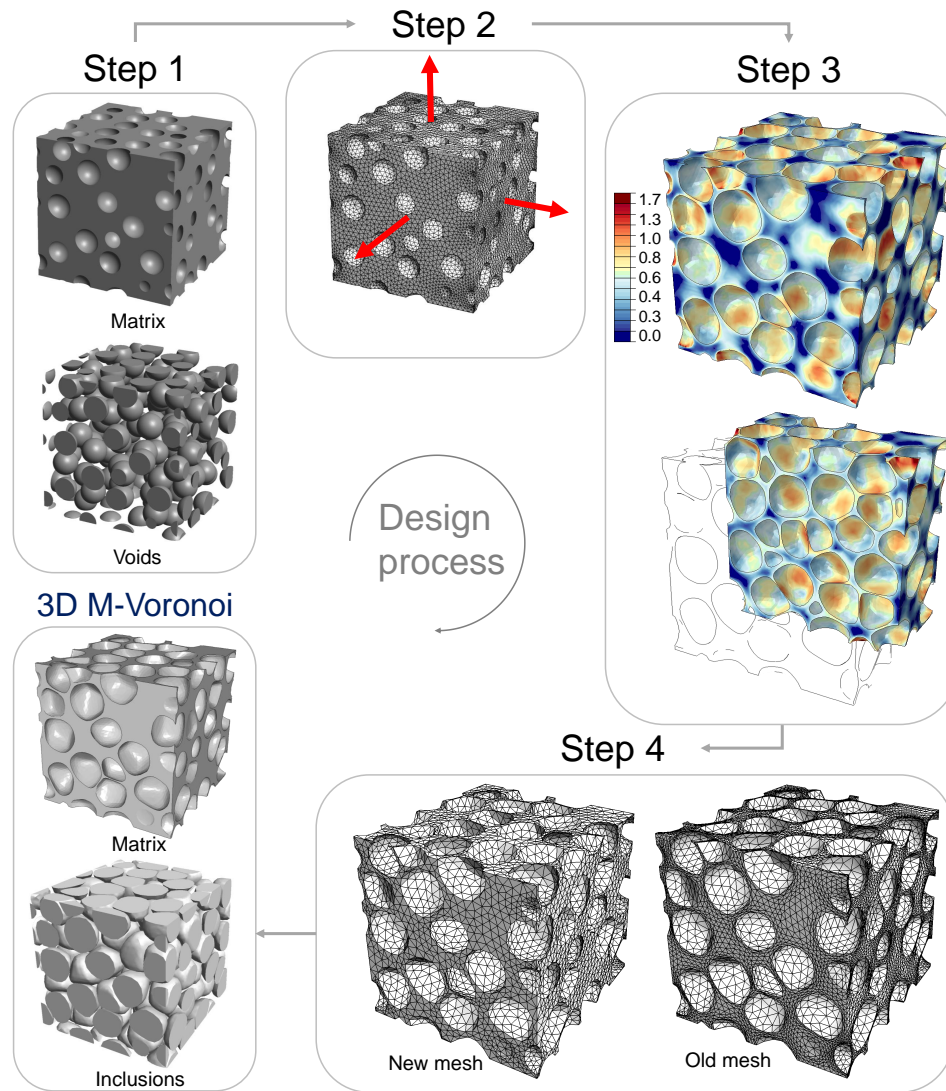 Step 1
Matrix
Voids
Step 2
Step 3
1.7
1.3
1.0
0.8
0.6
0.4
0.3
0.0
Design
process
Step 4
New mesh
Old mesh
3D M-Voronoi
Matrix
Inclusions